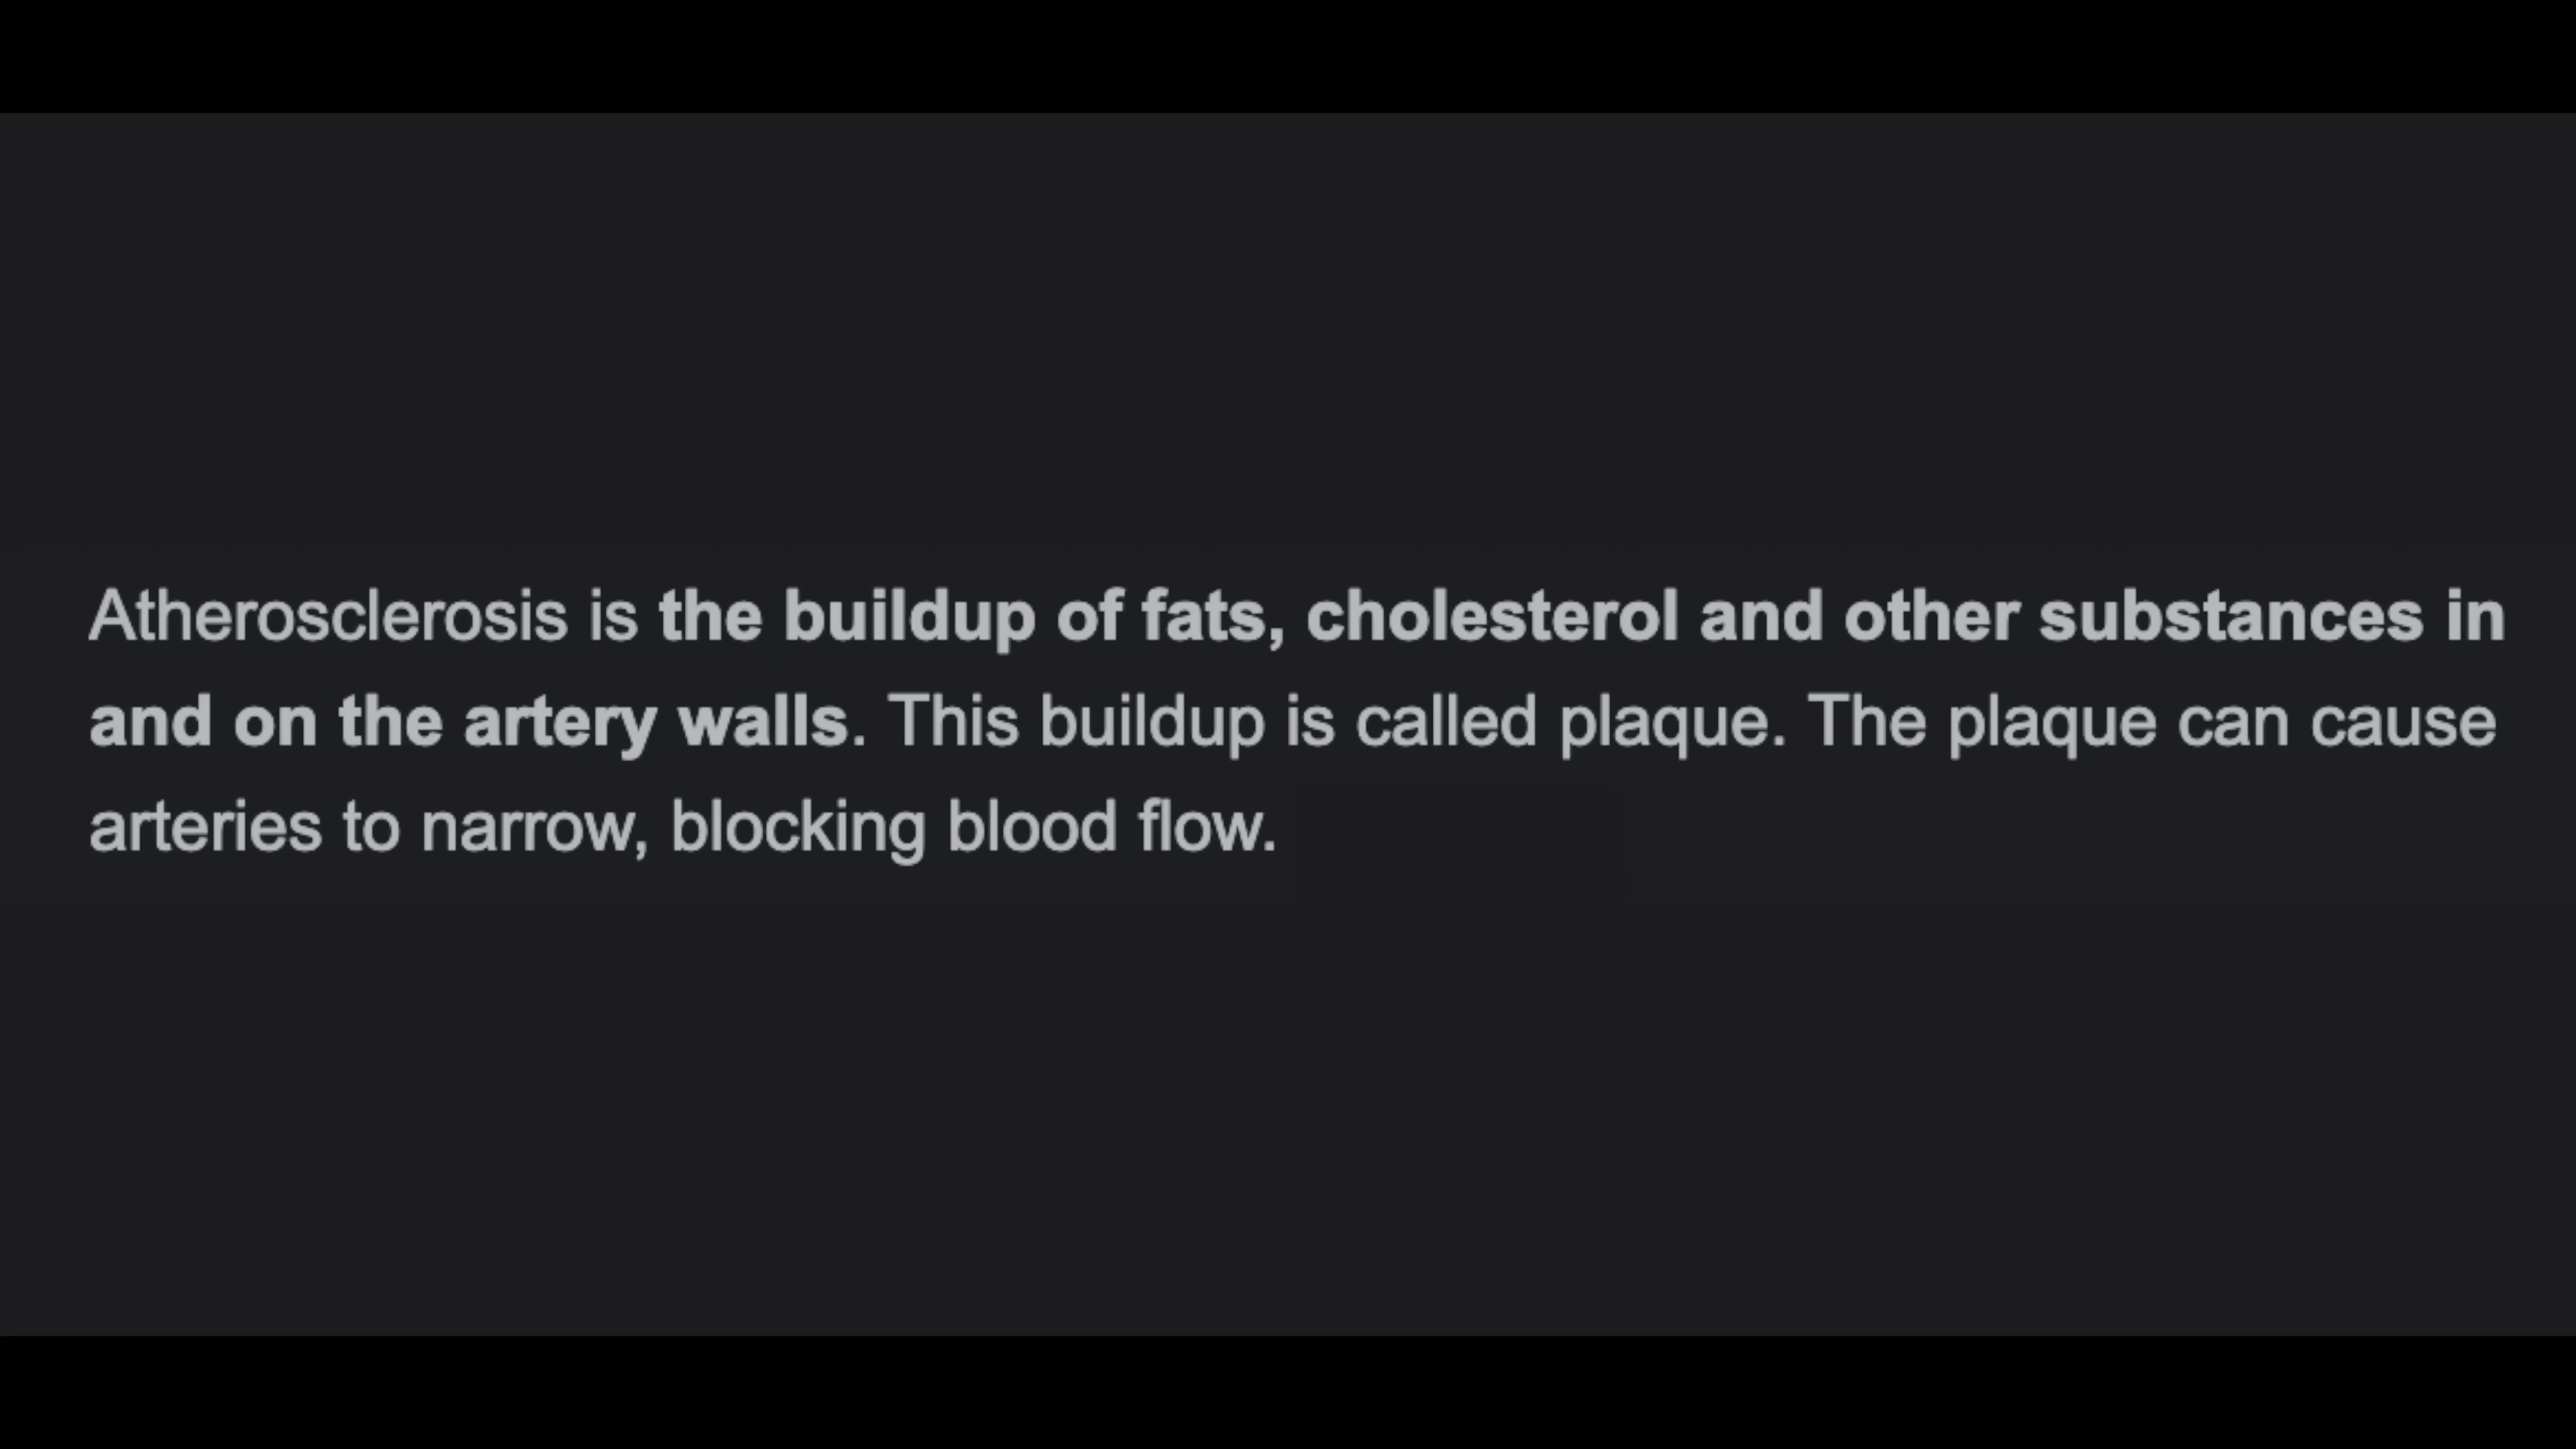 Atherosclerosis is the buildup of fats, cholesterol and other substances in
and on the artery walls. This buildup is called plaque. The plaque can cause
arteries to narrow, blocking blood flow.